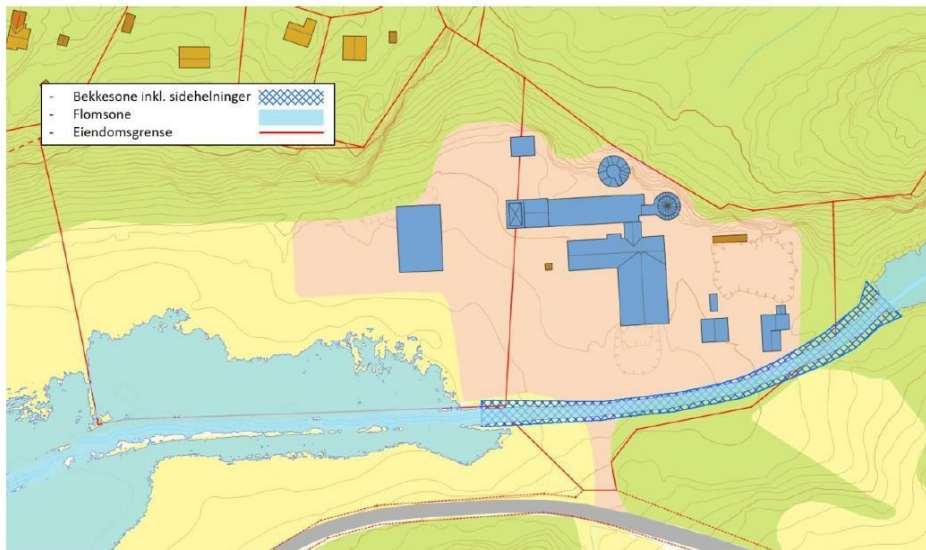 - Bekkesone inkl. sidehelninger
- Flomsone
- Eiendomsgrense